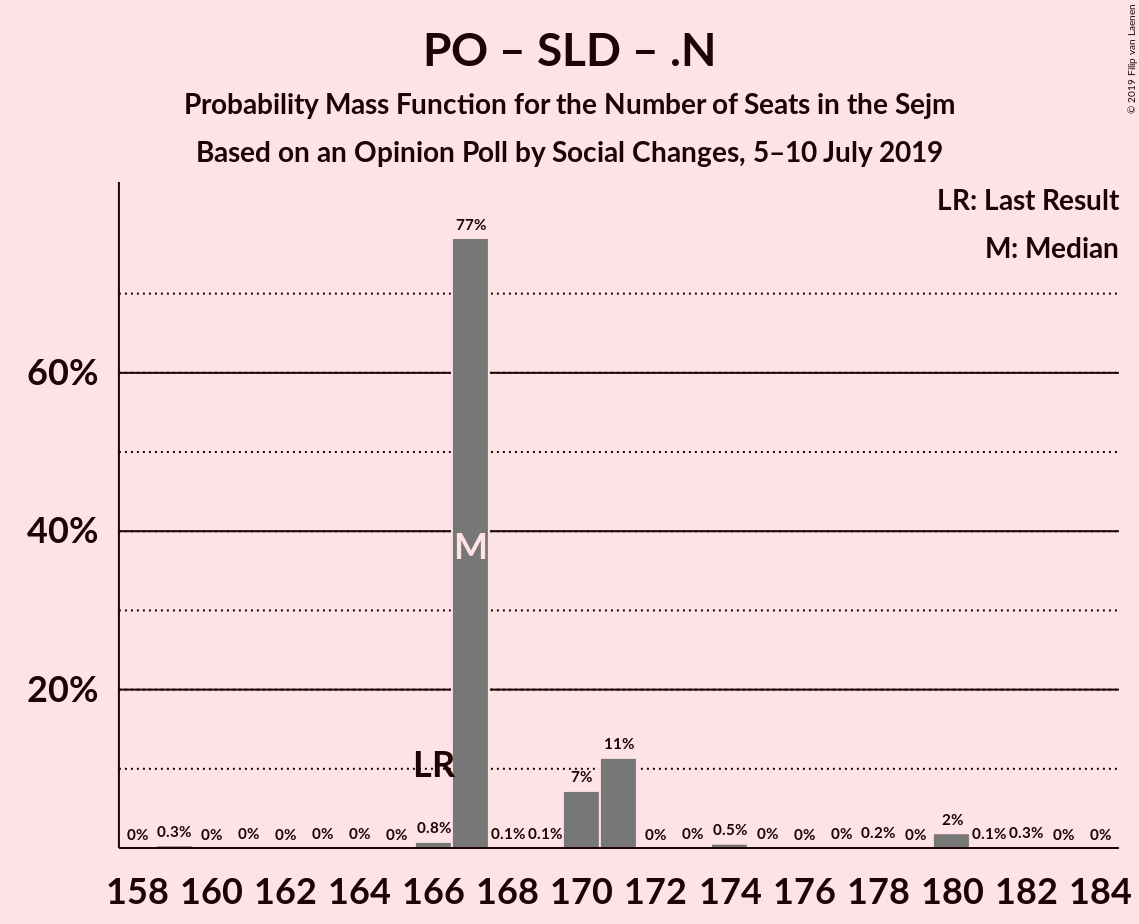 PO – SLD – .N
Probability Mass Function for the Number of Seats in the Sejm
Based on an Opinion Poll by Social Changes, 5–10 July 2019
© 2019 Filip van Laenen
LR: Last Result
M: Median
77%
60%
40%
M
20%
LR
11%
7%
0% 0.3% 0% 0% 0% 0% 0% 0% 0.8% 0.1% 0.1% 0% 0% 0.5% 0% 0% 0% 0.2% 0% 2% 0.1% 0.3% 0% 0%
158 160 162 164 166 168 170 172 174 176 178 180 182 184